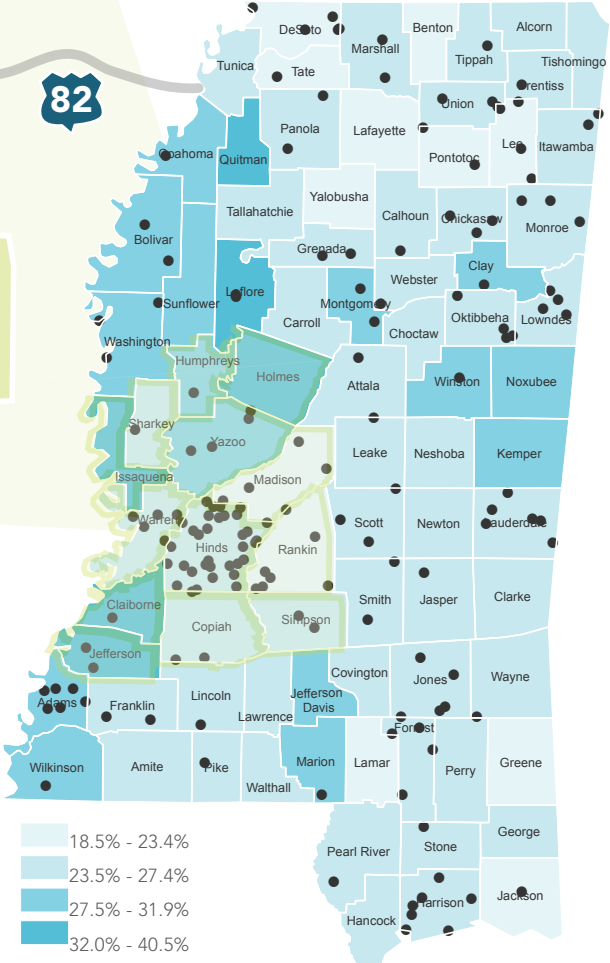 DeSoto
Benton
Alcorn
Marshall
Tippah
Tishomingo
Tunica
Tate
Prentiss
82
Union
Panola
Lafayette
Lee
Itawamba
Coahoma
Quitman
Pontotoc
Yalobusha
Tallahatchie
Calhoun
Chickasaw
Monroe
Bolivar
Grenada
Clay
Webster
Leflore
Sunflower
Montgomery
Carroll
Oktibbeha
Lowndes
Choctaw
Washington
Humphreys
Holmes
Attala
Winston
Noxubee
Sharkey
Yazoo
Leake
Neshoba
Kemper
Issaquena
Madison
Warren
Scott
Newton
Lauderdale
Hinds
Rankin
Claiborne
Smith
Jasper
Clarke
Copiah
Simpson
Jefferson
Covington
Jones
Wayne
Adams
Franklin
Lincoln
Lawrence
Jefferson
Davis
Forrest
Wilkinson
Amite
Pike
Walthall
Marion
Lamar
Perry
Greene
18.5% - 23.4%
23.5% - 27.4%
27.5% - 31.9%
32.0% - 40.5%
George
Pearl River
Stone
Hancock
Harrison
Jackson